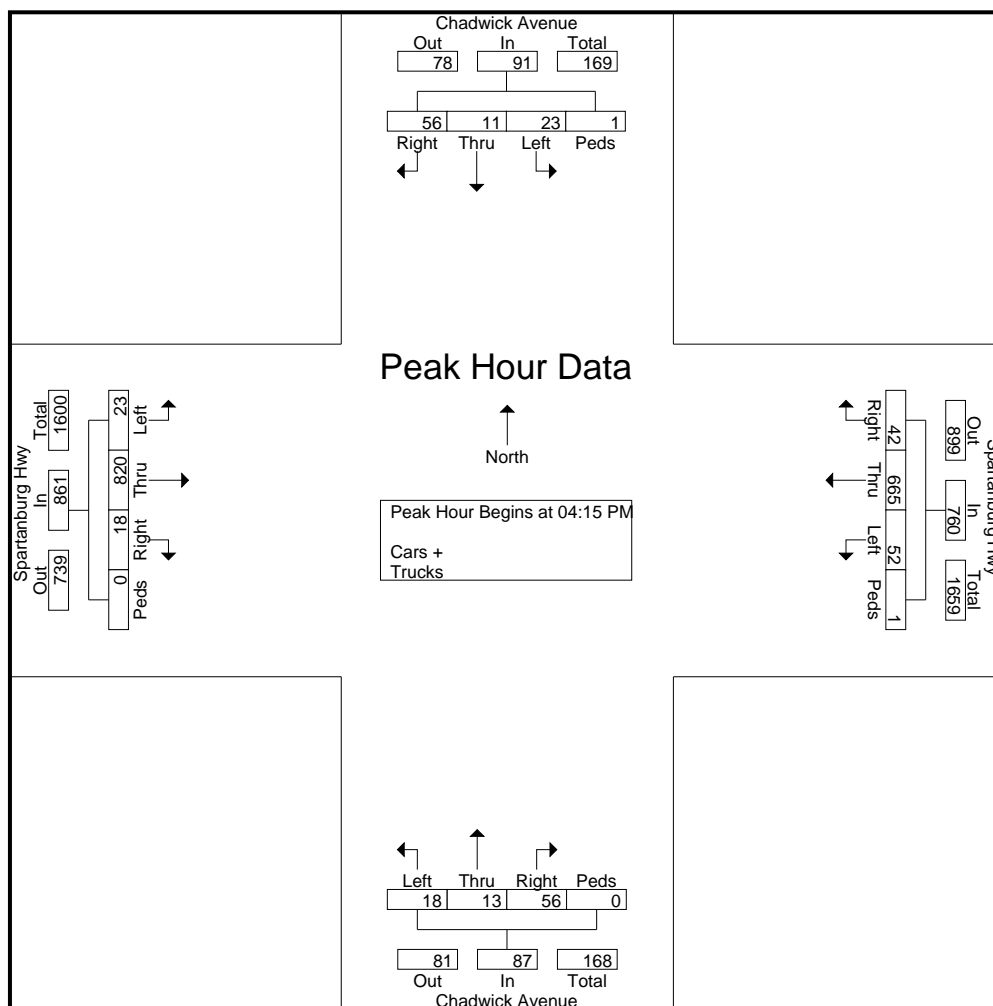 Chadwick Avenue
Out In Total
78 91 169
56 11 23 1
Right Thru Left Peds
Peak Hour Data
North
Peak Hour Begins at 04:15 PM
Cars +
Trucks
Spartanburg Hwy
Total In Out
1600 861 739
23 820 18 0
Left Thru Right Peds
Spartanburg Hwy
Out In Total
899 760 1659
42 665 52 1
Right Thru Left Peds
Left Thru Right Peds
18 13 56 0
81 87 168
Out In Total
Chadwick Avenue